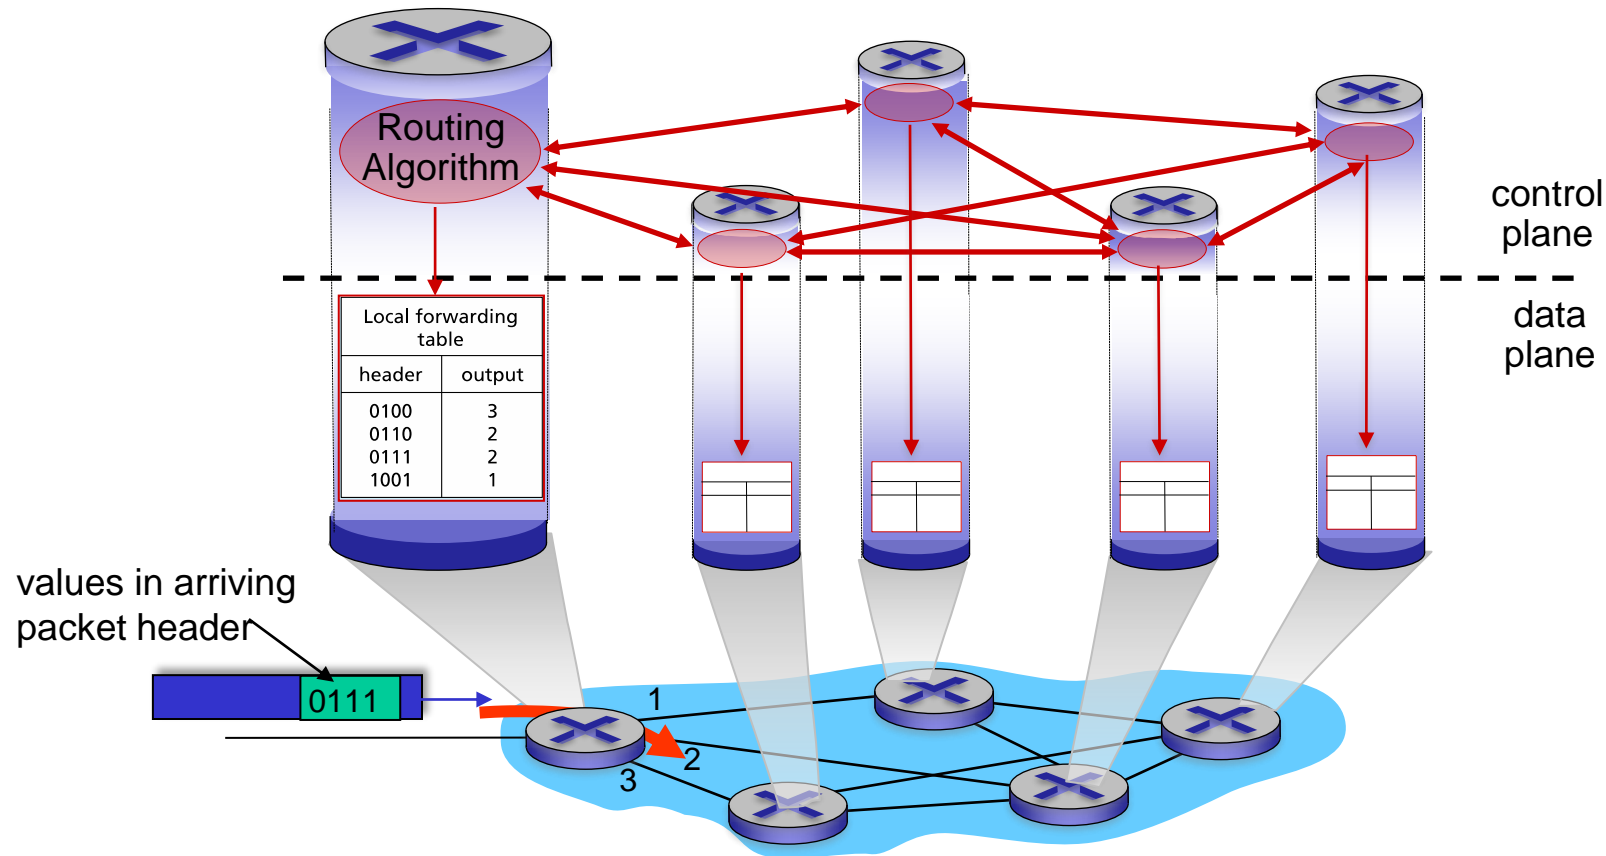 Routing
Algorithm
control
plane
data
plane
Local forwarding
table
header output
0100 3
0110 2
0111 2
1001 1
values in arriving
packet header
0111
1
2
3